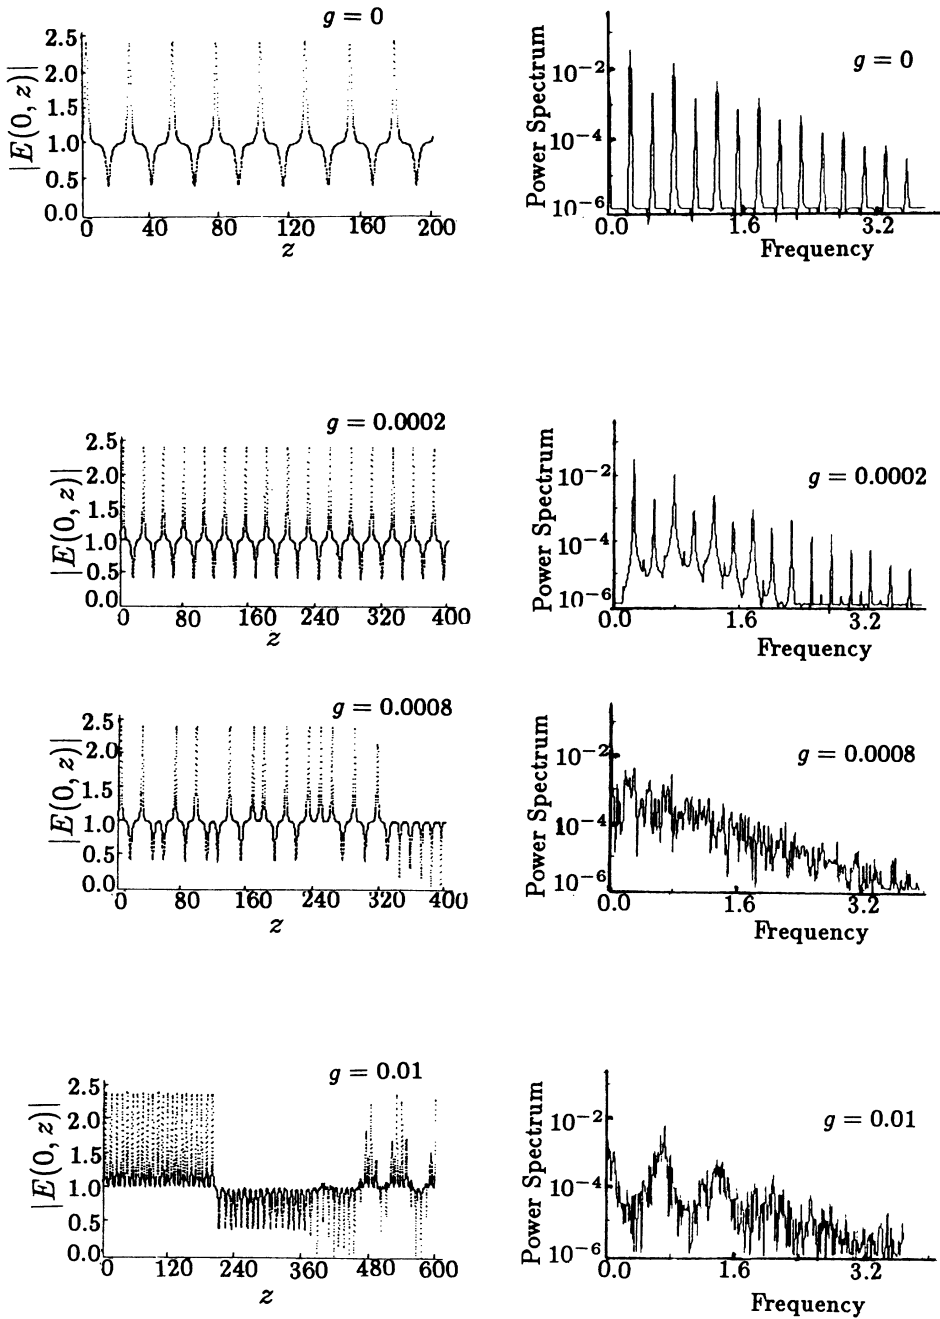 g = 0
|E(0, z)|
2.5
2.0
1.5
1.0
0.5
0.0
0 40 80 120 160 200
z
g = 0
Power Spectrum
10−2
10−4
10−6
0.0 1.6 3.2
Frequency
g = 0.0002
|E(0, z)|
2.5
2.0
1.5
1.0
0.5
0.0
0 80 160 240 320 400
z
g = 0.0002
Power Spectrum
10−2
10−4
10−6
0.0 1.6 3.2
Frequency
g = 0.0008
|E(0, z)|
2.5
2.0
1.5
1.0
0.5
0.0
0 80 160 240 320 400
z
g = 0.0008
Power Spectrum
10−2
10−4
10−6
0.0 1.6 3.2
Frequency
g = 0.01
|E(0, z)|
2.5
2.0
1.5
1.0
0.5
0.0
0 120 240 360 480 600
z
g = 0.01
Power Spectrum
10−2
10−4
10−6
0.0 1.6 3.2
Frequency